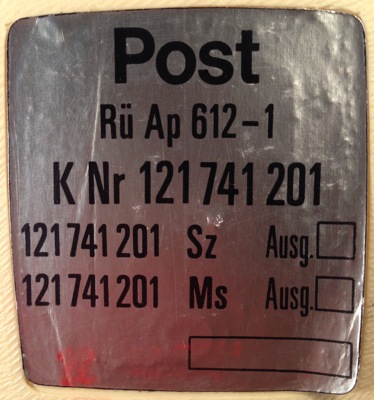 Post
Rü Ap 612-1
K Nr 121 741 201
121 741 201 Sz Ausg.
121 741 201 Ms Ausg.